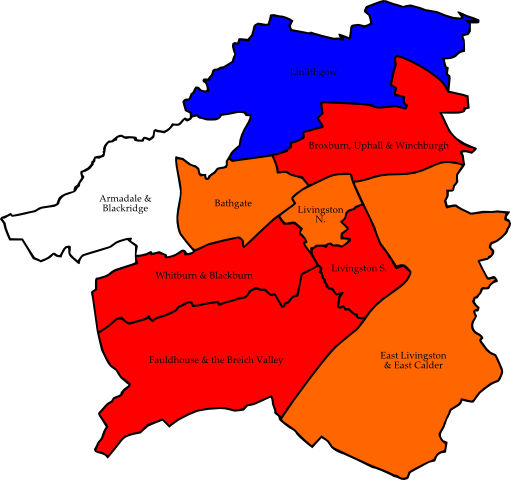 Linlithgow
Broxburn, Uphall & Winchburgh
Armadale &
Blackridge
Bathgate
Livingston
N.
Whitburn & Blackburn
Livingston S.
Fauldhouse & the Breich Valley
East Livingston
& East Calder